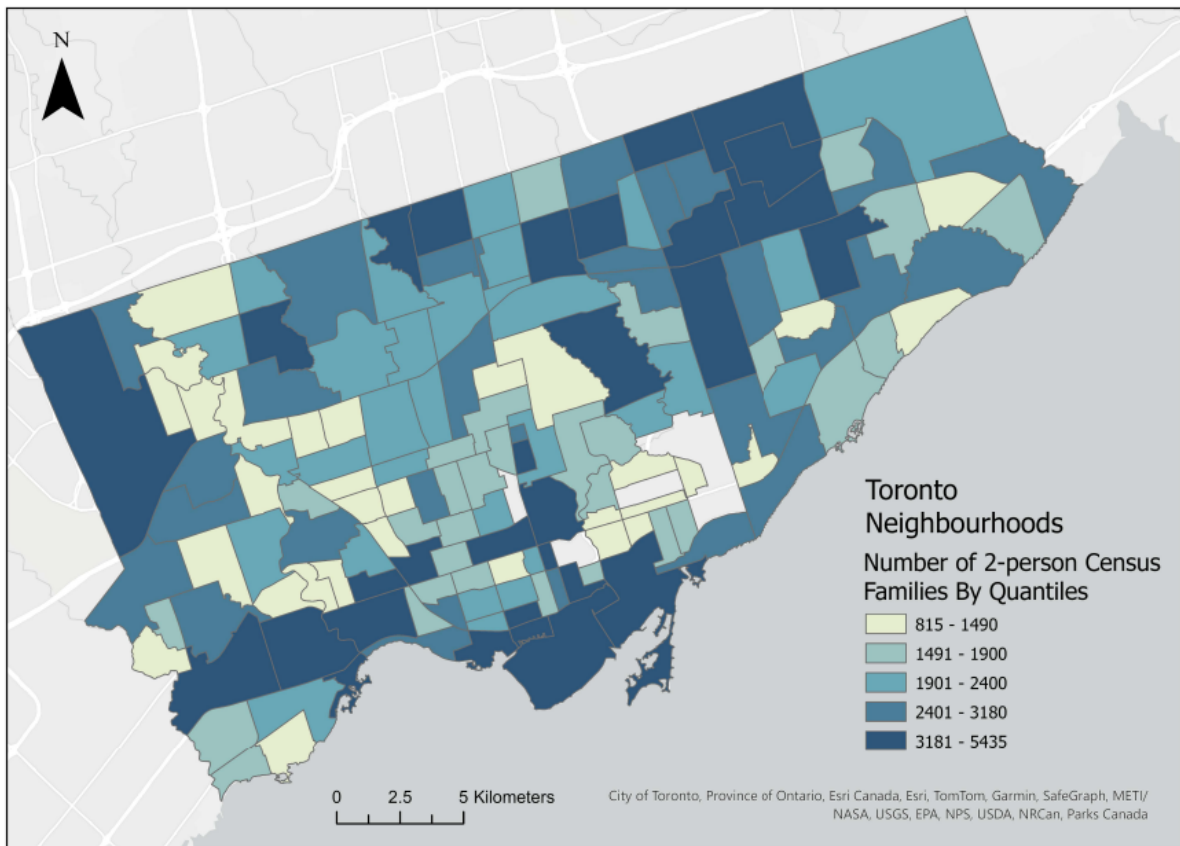 N
Toronto
Neighbourhoods
Number of 2-person Census
Families By Quantiles
815 - 1490
1491 - 1900
1901 - 2400
2401 - 3180
3181 - 5435
0 2.5 5 Kilometers
City of Toronto, Province of Ontario, Esri Canada, Esri, TomTom, Garmin, SafeGraph, METI/
NASA, USGS, EPA, NPS, USDA, NRCan, Parks Canada